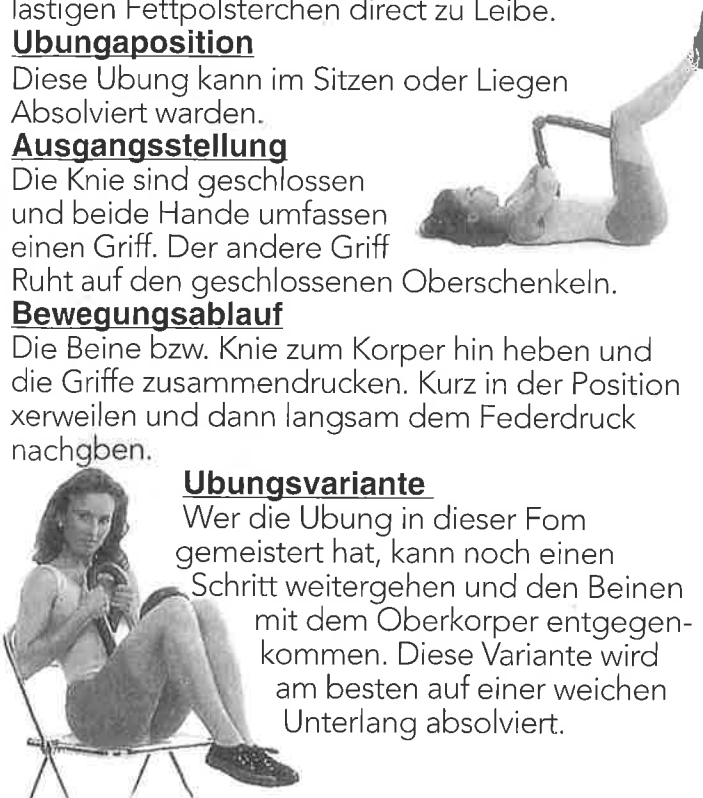 lastigen Fettpolsterchen direct zu Leibe.
Ubungaposition
Diese Ubung kann im Sitzen oder Liegen
Absolviert warden.
Ausgangsstellung
Die Knie sind geschlossen
und beide Hande umfassen
einen Griff. Der andere Griff
Ruht auf den geschlossenen Oberschenkeln.
Bewegungsablauf
Die Beine bzw. Knie zum Korper hin heben und
die Griffe zusammendrucken. Kurz in der Position
xerweilen und dann langsam dem Federdruck
nachgben.
Ubungsvariante
Wer die Ubung in dieser Fom
gemeistert hat, kann noch einen
Schritt weitergehen und den Beinen
mit dem Oberkorper entgegen-
kommen. Diese Variante wird
am besten auf einer weichen
Unterlang absolviert.